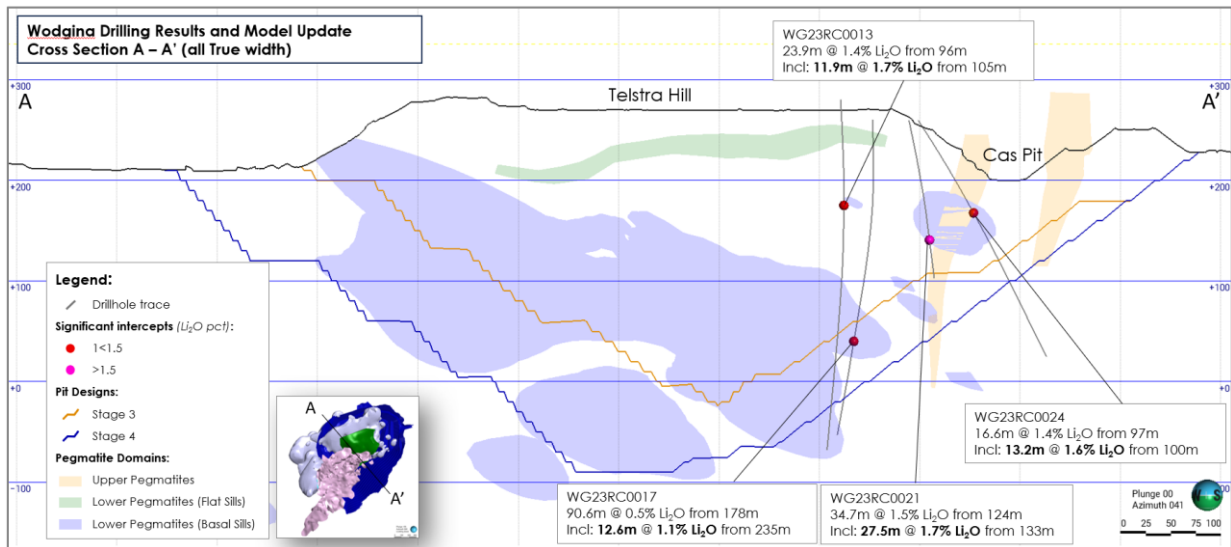 Wodgina Drilling Results and Model Update
Cross Section A – A' (all True width)
WG23RC0013
23.9m @ 1.4% Li₂O from 96m
Incl: 11.9m @ 1.7% Li₂O from 105m
+300
+300
A
Telstra Hill
A'
Cas Pit
+200
+200
Legend:
Drillhole trace
Significant intercepts (Li₂O pct):
1<1.5
>1.5
Pit Designs:
Stage 3
Stage 4
Pegmatite Domains:
Upper Pegmatites
Lower Pegmatites (Flat Sills)
Lower Pegmatites (Basal Sills)
+100
+100
+0
+0
A
A'
WG23RC0024
16.6m @ 1.4% Li₂O from 97m
Incl: 13.2m @ 1.6% Li₂O from 100m
WG23RC0017
90.6m @ 0.5% Li₂O from 178m
Incl: 12.6m @ 1.1% Li₂O from 235m
WG23RC0021
34.7m @ 1.5% Li₂O from 124m
Incl: 27.5m @ 1.7% Li₂O from 133m
-100
-100
Plunge 00
Azimuth 041
0 25 50 75 100